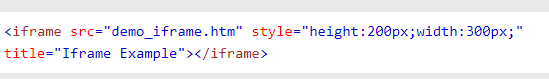 <iframe src="demo_iframe.htm" style="height:200px;width:300px;"
title="Iframe Example"></iframe>